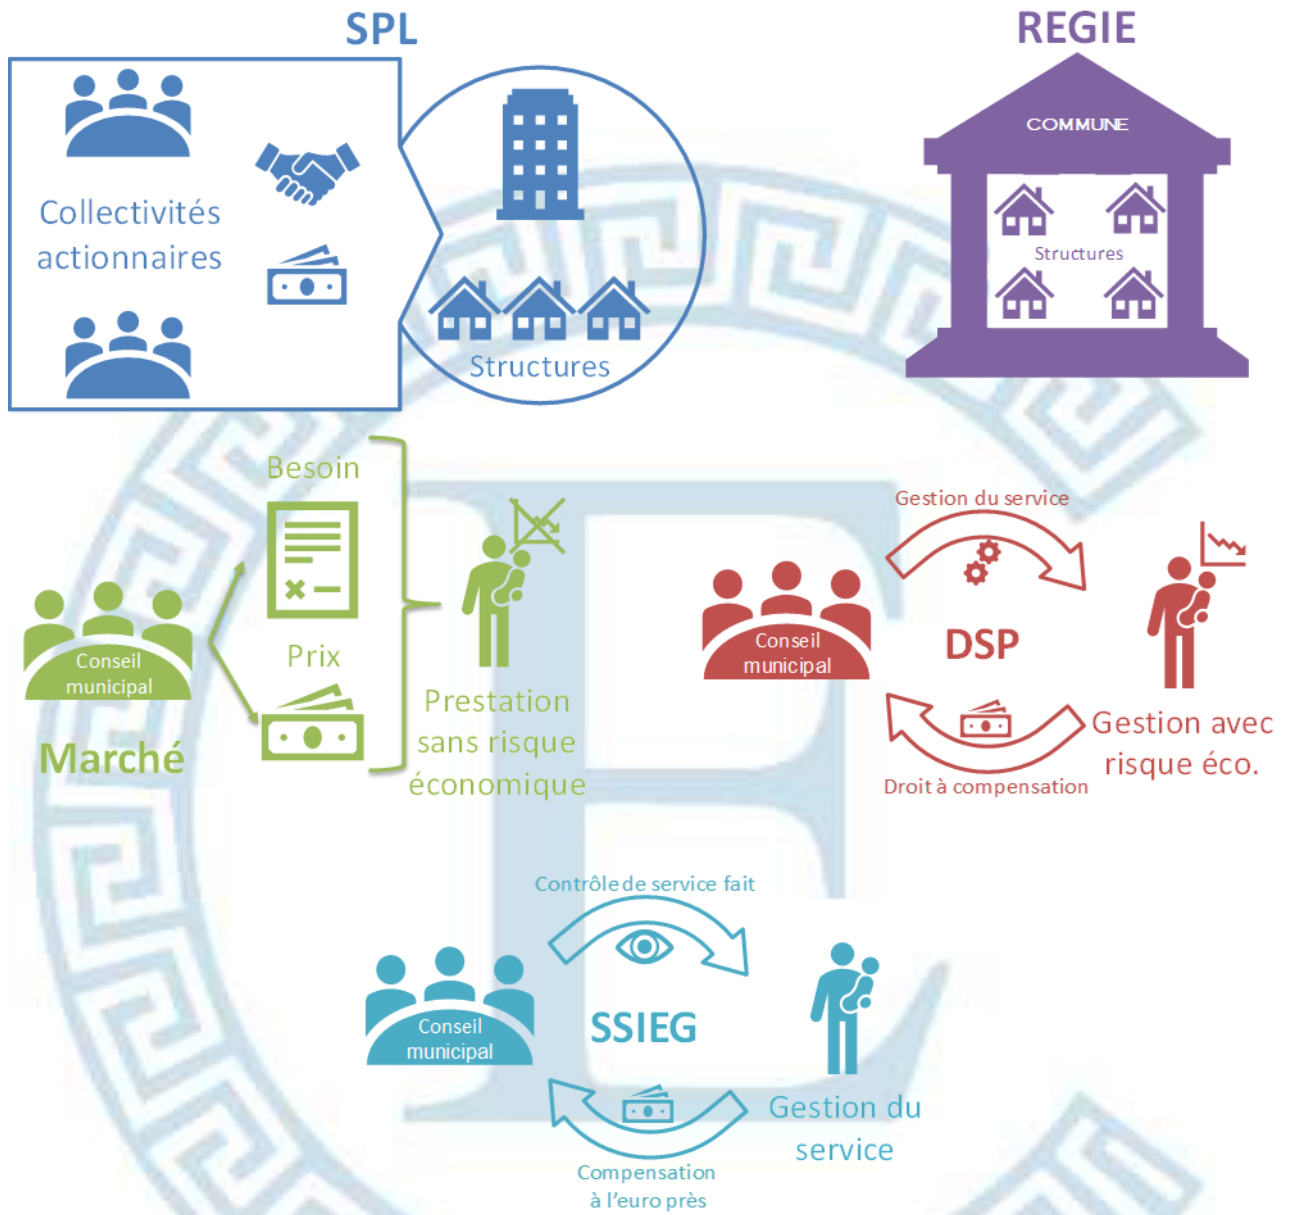 SPL
REGIE
COMMUNE
Collectivités
actionnaires
Structures
Structures
Besoin
Prix
Conseil
municipal
Marché
Prestation
sans risque
économique
Gestion du service
Conseil
municipal
DSP
Gestion avec
risque éco.
Droit à compensation
Contrôle de service fait
Conseil
municipal
SSIEG
Gestion du
service
Compensation
à l'euro près